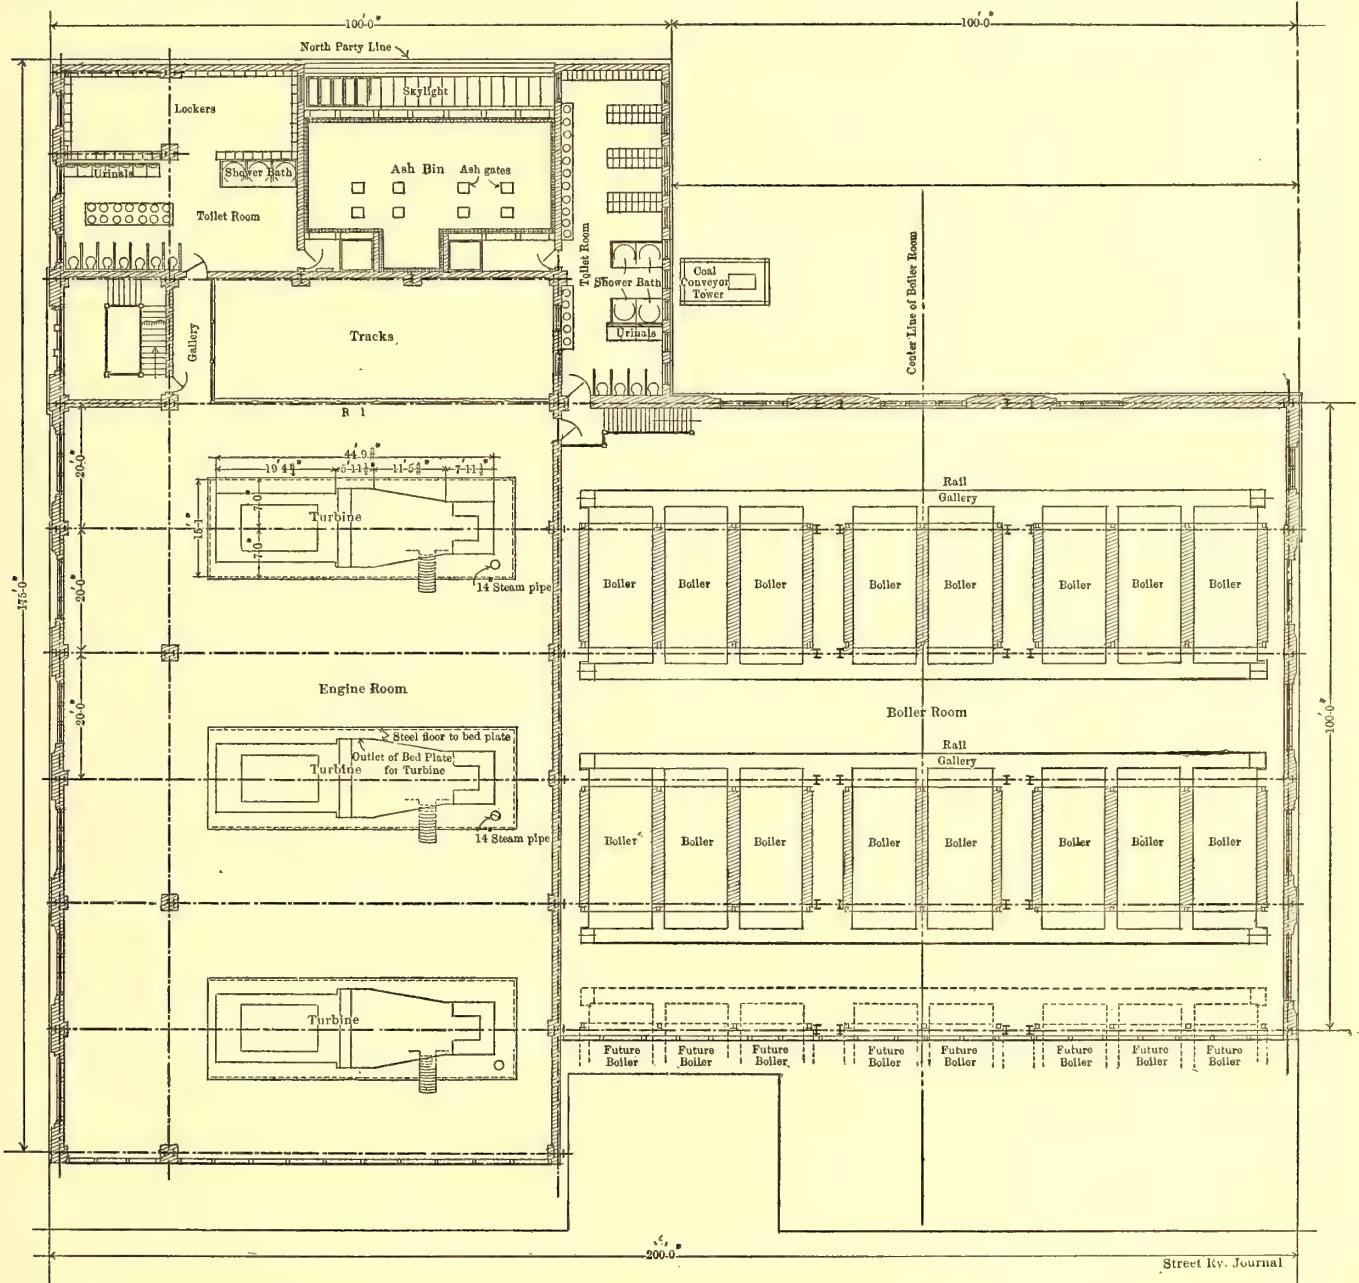 100'-0"
100'-0"
North Party Line
Skylight
Lockers
Ash Bin
Ash gates
Urinals
Shower Bath
Toilet Room
Toilet Room
Coal
Conveyor
Tower
Shower Bath
Urinals
Center Line of Boiler Room
Gallery
Tracks
20'-0"
15'-1"
7'-0"
7'-0"
Turbine
14" Steam pipe
Rail
Gallery
Boiler
Boiler
Boiler
Boiler
Boiler
Boiler
Boiler
Boiler
175'-0"
20'-0"
Engine Room
Boiler Room
20'-0"
100'-0"
Steel floor to bed plate
Outlet of Bed Plate
for Turbine
Turbine
14" Steam pipe
Rail
Gallery
Boiler
Boiler
Boiler
Boiler
Boiler
Boiler
Boiler
Boiler
Turbine
Future
Boiler
Future
Boiler
Future
Boiler
Future
Boiler
Future
Boiler
Future
Boiler
Future
Boiler
Future
Boiler
200'-0"
Street Ry. Journal